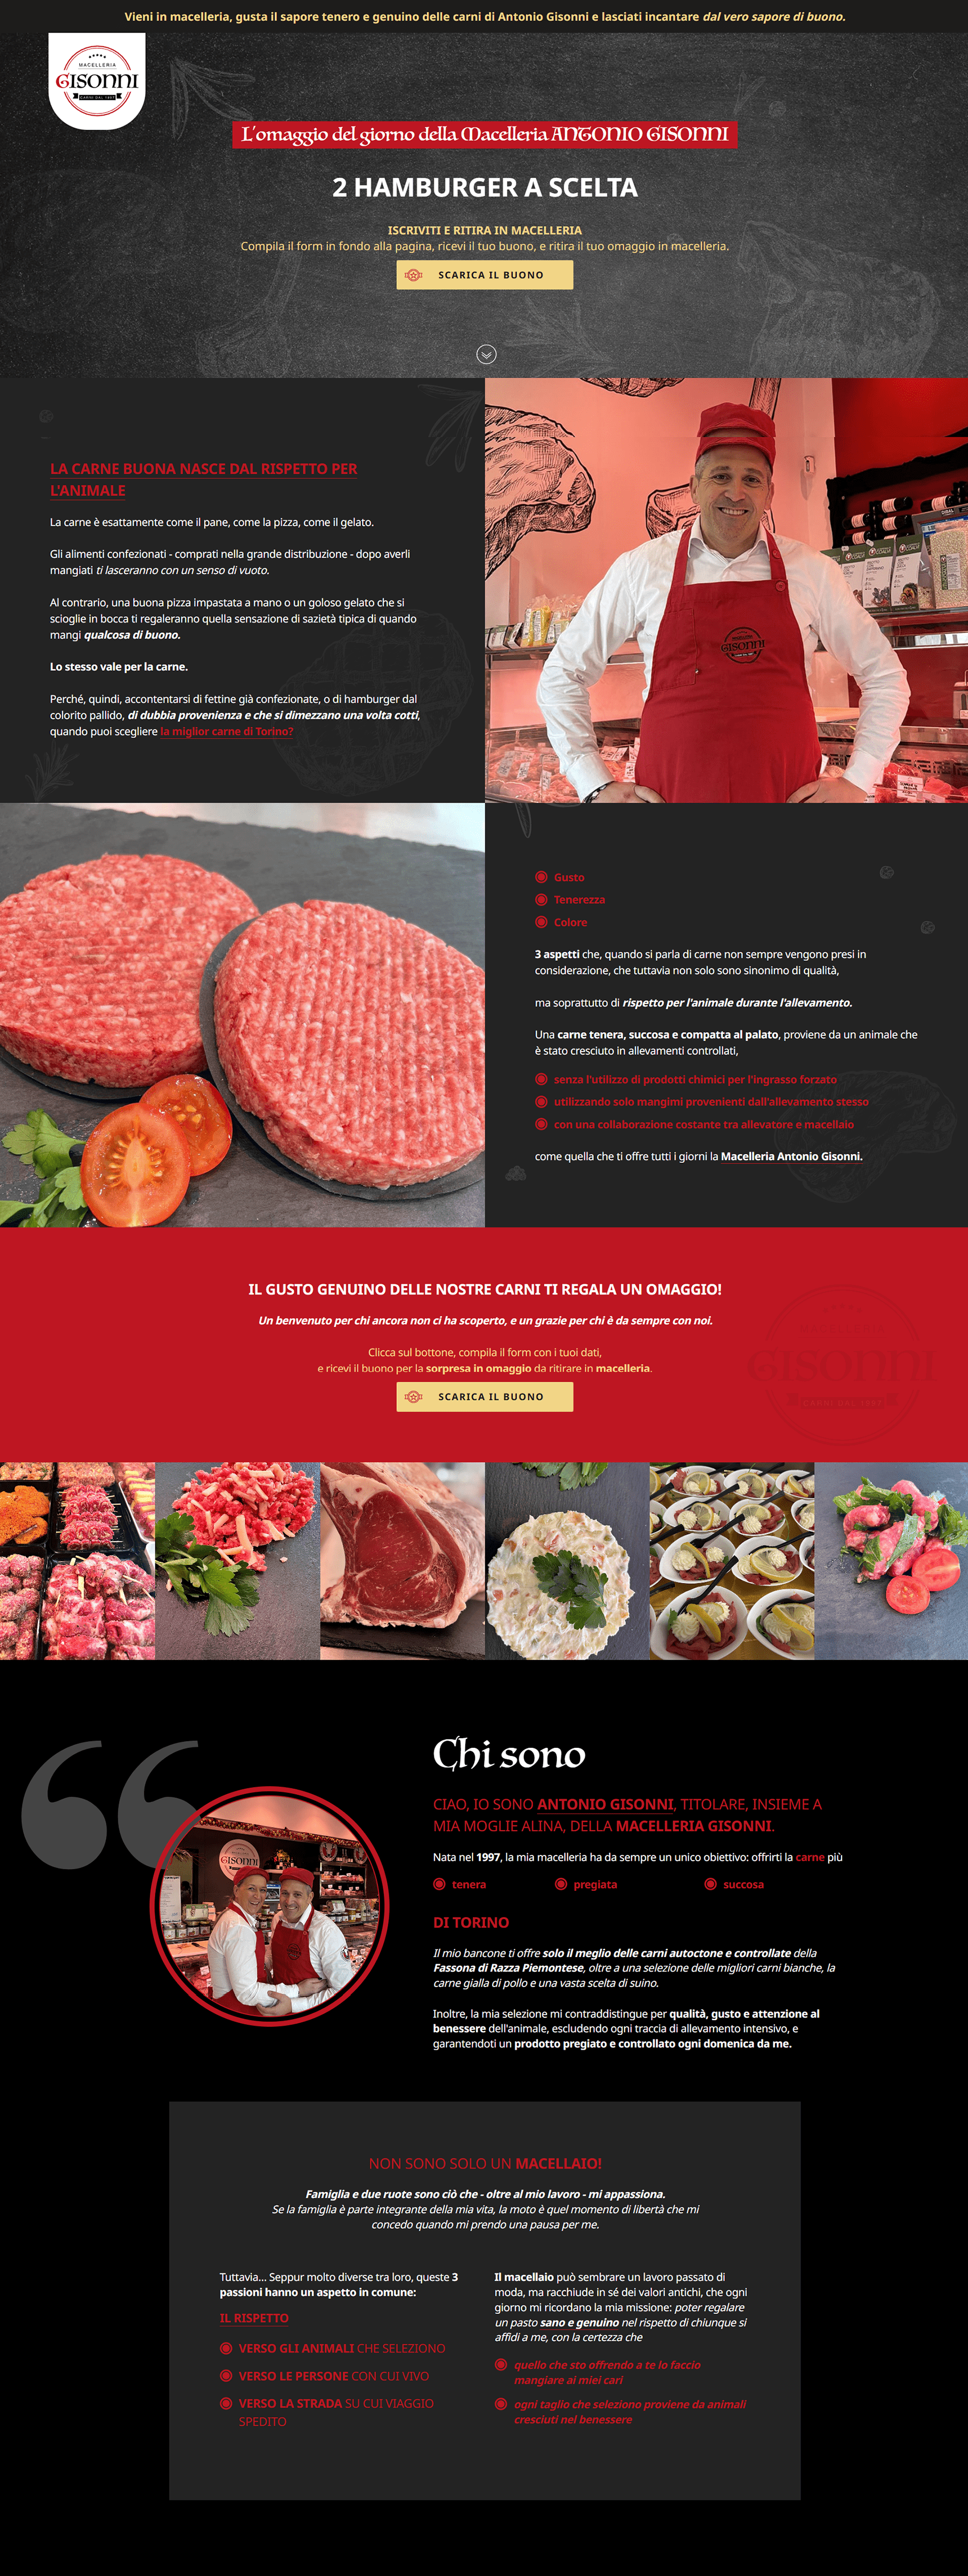 Vieni in macelleria, gusta il sapore tenero e genuino delle carni di Antonio Gisonni e lasciati incantare dal vero sapore di buono.
MACELLERIA
GISONNI
CARNI DAL 1997
L'omaggio del giorno della Macelleria ANTONIO GISONNI
2 HAMBURGER A SCELTA
ISCRIVITI E RITIRA IN MACELLERIA
Compila il form in fondo alla pagina, ricevi il tuo buono, e ritira il tuo omaggio in macelleria.
SCARICA IL BUONO
LA CARNE BUONA NASCE DAL RISPETTO PER
L'ANIMALE
La carne è esattamente come il pane, come la pizza, come il gelato.
Gli alimenti confezionati - comprati nella grande distribuzione - dopo averli
mangiati ti lasceranno con un senso di vuoto.
Al contrario, una buona pizza impastata a mano o un goloso gelato che si
scioglie in bocca ti regaleranno quella sensazione di sazietà tipica di quando
mangi qualcosa di buono.
Lo stesso vale per la carne.
Perché, quindi, accontentarsi di fettine già confezionate, o di hamburger dal
colorito pallido, di dubbia provenienza e che si dimezzano una volta cotti,
quando puoi scegliere la miglior carne di Torino?
GISONNI
Gusto
Tenerezza
Colore
3 aspetti che, quando si parla di carne non sempre vengono presi in
considerazione, che tuttavia non solo sono sinonimo di qualità,
ma soprattutto di rispetto per l'animale durante l'allevamento.
Una carne tenera, succosa e compatta al palato, proviene da un animale che
è stato cresciuto in allevamenti controllati,
senza l'utilizzo di prodotti chimici per l'ingrasso forzato
utilizzando solo mangimi provenienti dall'allevamento stesso
con una collaborazione costante tra allevatore e macellaio
come quella che ti offre tutti i giorni la Macelleria Antonio Gisonni.
IL GUSTO GENUINO DELLE NOSTRE CARNI TI REGALA UN OMAGGIO!
Un benvenuto per chi ancora non ci ha scoperto, e un grazie per chi è da sempre con noi.
Clicca sul bottone, compila il form con i tuoi dati,
e ricevi il buono per la sorpresa in omaggio da ritirare in macelleria.
SCARICA IL BUONO
MACELLERIA
GISONNI
CARNI DAL 1997
Chi sono
CIAO, IO SONO ANTONIO GISONNI, TITOLARE, INSIEME A
MIA MOGLIE ALINA, DELLA MACELLERIA GISONNI.
Nata nel 1997, la mia macelleria ha da sempre un unico obiettivo: offrirti la carne più
tenera
pregiata
succosa
GISONNI
DI TORINO
Il mio bancone ti offre solo il meglio delle carni autoctone e controllate della
Fassona di Razza Piemontese, oltre a una selezione delle migliori carni bianche, la
carne gialla di pollo e una vasta scelta di suino.
Inoltre, la mia selezione mi contraddistingue per qualità, gusto e attenzione al
benessere dell'animale, escludendo ogni traccia di allevamento intensivo, e
garantendoti un prodotto pregiato e controllato ogni domenica da me.
NON SONO SOLO UN MACELLAIO!
Famiglia e due ruote sono ciò che - oltre al mio lavoro - mi appassiona.
Se la famiglia è parte integrante della mia vita, la moto è quel momento di libertà che mi
concedo quando mi prendo una pausa per me.
Tuttavia... Seppur molto diverse tra loro, queste 3
passioni hanno un aspetto in comune:
IL RISPETTO
VERSO GLI ANIMALI CHE SELEZIONO
VERSO LE PERSONE CON CUI VIVO
VERSO LA STRADA SU CUI VIAGGIO
SPEDITO
Il macellaio può sembrare un lavoro passato di
moda, ma racchiude in sé dei valori antichi, che ogni
giorno mi ricordano la mia missione: poter regalare
un pasto sano e genuino nel rispetto di chiunque si
affidi a me, con la certezza che
quello che sto offrendo a te lo faccio
mangiare ai miei cari
ogni taglio che seleziono proviene da animali
cresciuti nel benessere